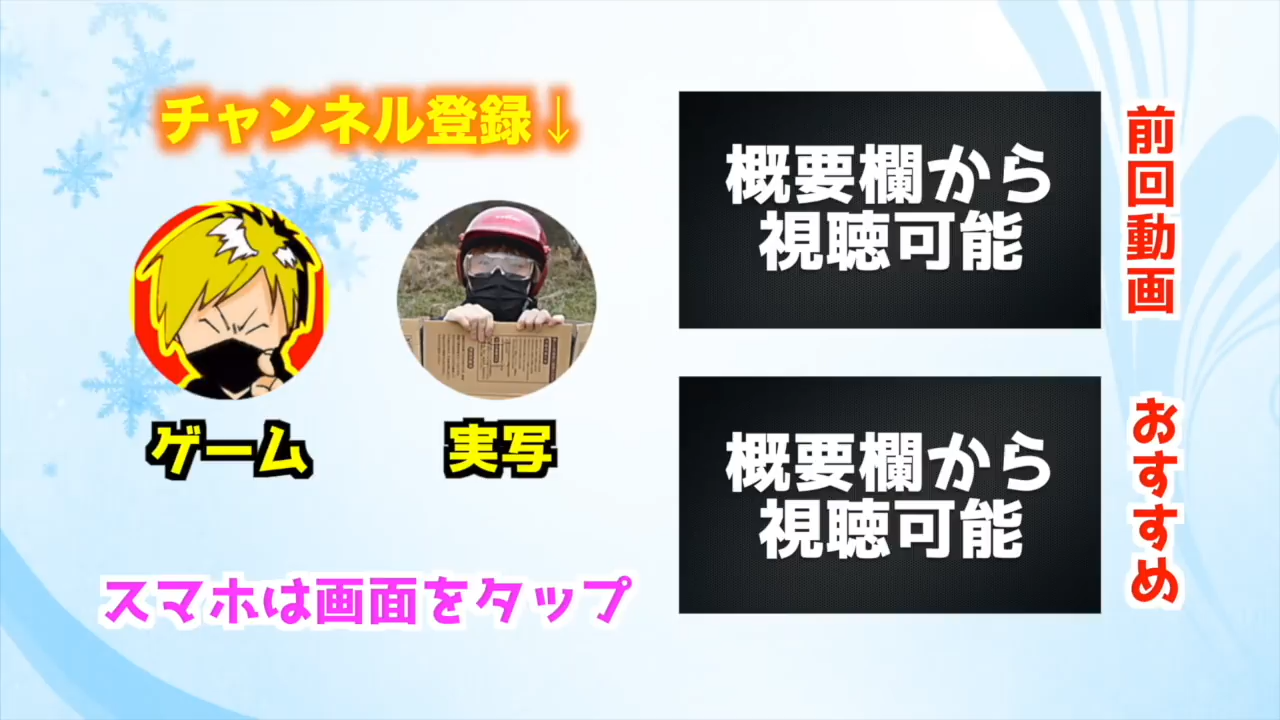 チャンネル登録↓
ゲーム
実写
スマホは画面をタップ
概要欄から
視聴可能
前回動画
概要欄から
視聴可能
おすすめ